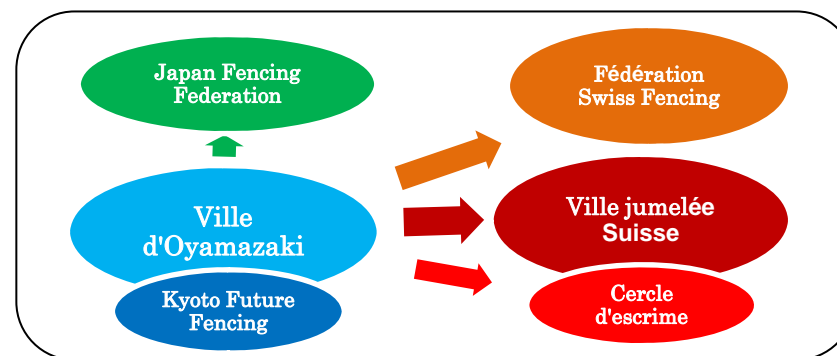 Japan Fencing
Federation
Fédération
Swiss Fencing
Ville
d'Oyamazaki
Ville jumelée
Suisse
Kyoto Future
Fencing
Cercle
d'escrime